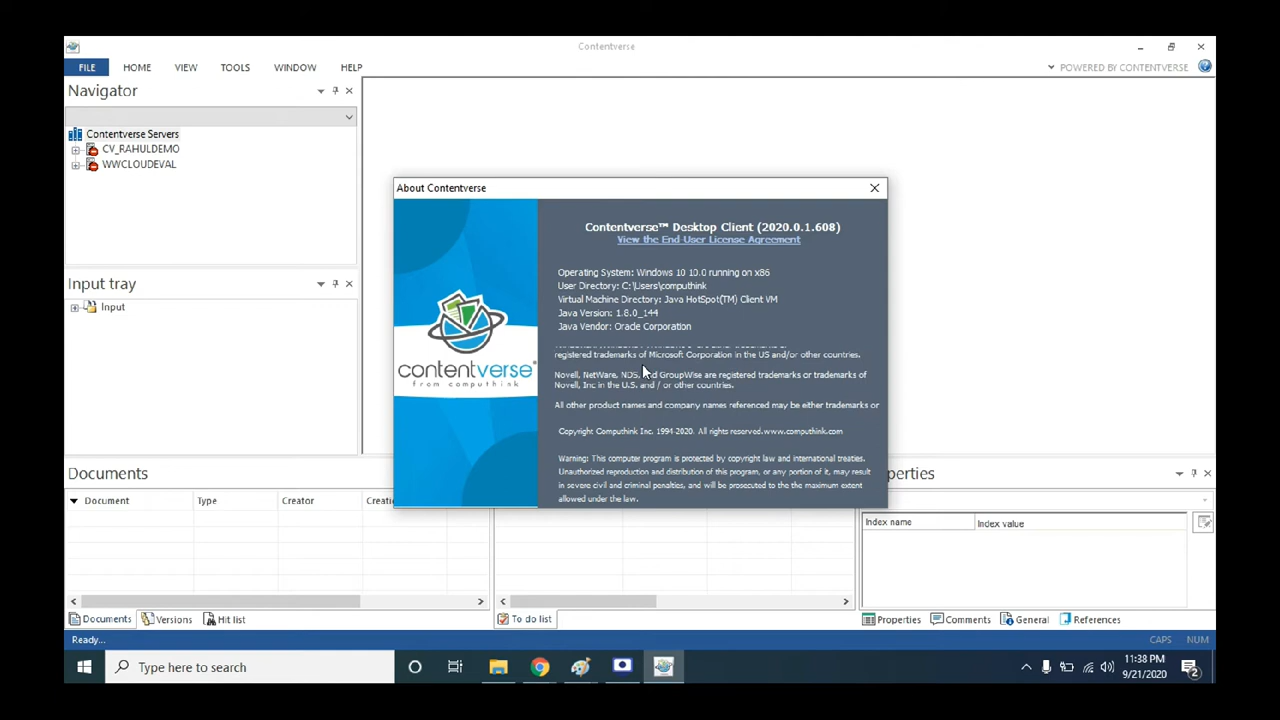 Contentverse
FILE HOME VIEW TOOLS WINDOW HELP
POWERED BY CONTENTVERSE
Navigator
Contentverse Servers
CV_RAHULDEMO
WWCLOUDEVAL
Input tray
Input
About Contentverse
contentverse
from computhink
Contentverse™ Desktop Client (2020.0.1.608)
View the End User License Agreement
Operating System: Windows 10 10.0 running on x86
User Directory: C:\Users\computhink
Virtual Machine Directory: Java HotSpot(TM) Client VM
Java Version: 1.8.0_144
Java Vendor: Oracle Corporation
registered trademarks of Microsoft Corporation in the US and/or other countries.
Novell, NetWare, NDS, and GroupWise are registered trademarks or trademarks of
Novell, Inc in the U.S. and / or other countries.
All other product names and company names referenced may be either trademarks or
Copyright Computhink Inc. 1994-2020. All rights reserved.www.computhink.com
Warning: This computer program is protected by copyright law and international treaties.
Unauthorized reproduction and distribution of this program, or any portion of it, may result
in severe civil and criminal penalties, and will be prosecuted to the the maximum extent
allowed under the law.
Documents
Document Type Creator Creati
Documents Versions Hit list
To do list
roperties
Index name Index value
Properties Comments General References
Ready...
CAPS NUM
Type here to search
11:38 PM
9/21/2020
2